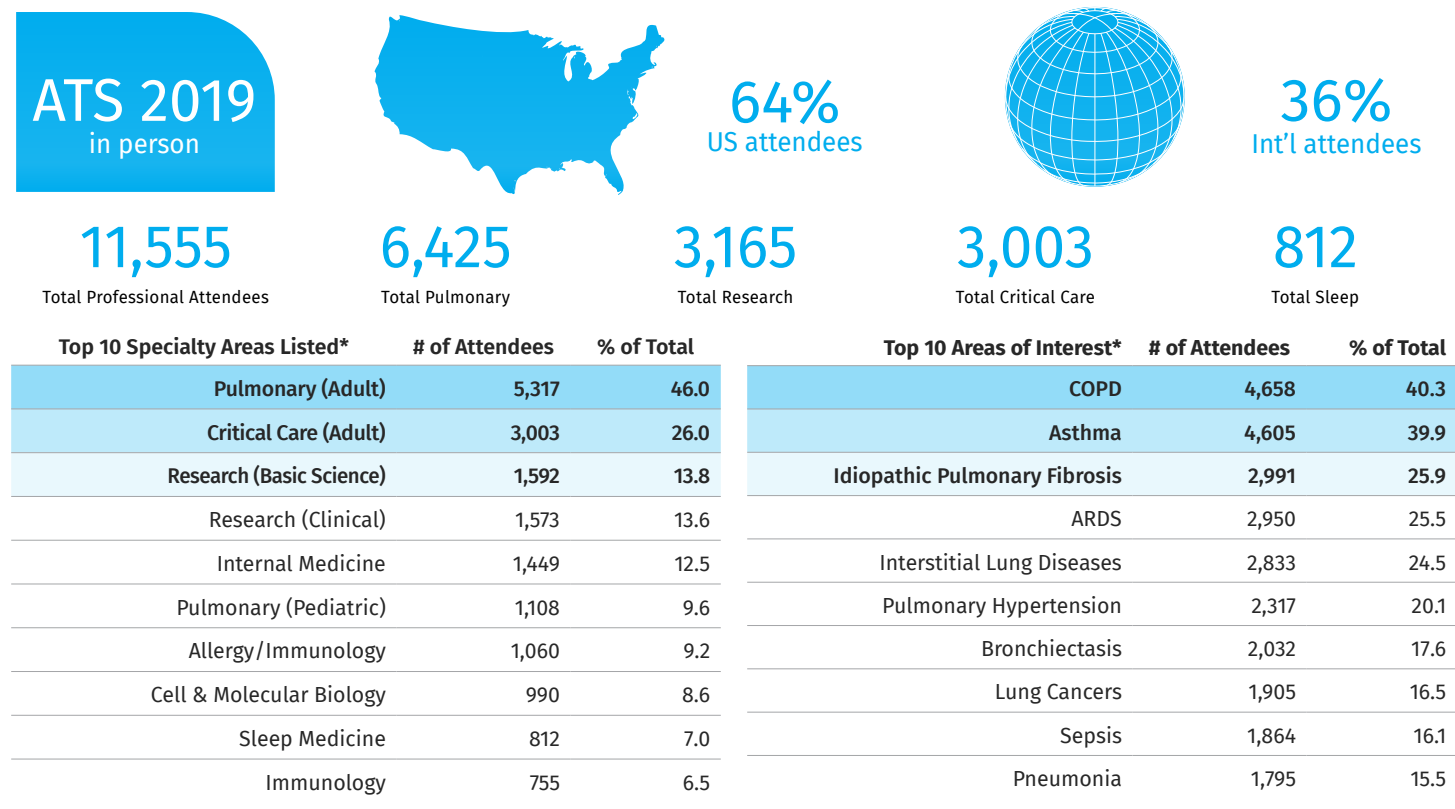 ATS 2019
in person
64%
US attendees
36%
Int'l attendees
11,555
Total Professional Attendees
6,425
Total Pulmonary
3,165
Total Research
3,003
Total Critical Care
812
Total Sleep
Top 10 Specialty Areas Listed* # of Attendees % of Total
Pulmonary (Adult) 5,317 46.0
Critical Care (Adult) 3,003 26.0
Research (Basic Science) 1,592 13.8
Research (Clinical) 1,573 13.6
Internal Medicine 1,449 12.5
Pulmonary (Pediatric) 1,108 9.6
Allergy/Immunology 1,060 9.2
Cell & Molecular Biology 990 8.6
Sleep Medicine 812 7.0
Immunology 755 6.5
Top 10 Areas of Interest* # of Attendees % of Total
COPD 4,658 40.3
Asthma 4,605 39.9
Idiopathic Pulmonary Fibrosis 2,991 25.9
ARDS 2,950 25.5
Interstitial Lung Diseases 2,833 24.5
Pulmonary Hypertension 2,317 20.1
Bronchiectasis 2,032 17.6
Lung Cancers 1,905 16.5
Sepsis 1,864 16.1
Pneumonia 1,795 15.5